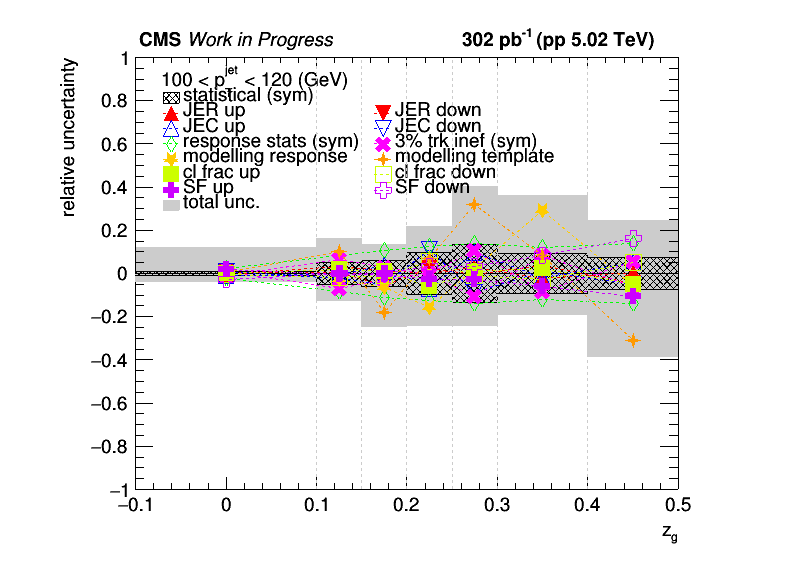 CMS Work in Progress 302 pb-1 (pp 5.02 TeV)
relative uncertainty
100 < p jet < 120 (GeV)
statistical (sym)
JER up JER down
JEC up JEC down
response stats (sym) 3% trk inef (sym)
modelling response modelling template
cl frac up cl frac down
SF up SF down
total unc.
1
0.8
0.6
0.4
0.2
0
−0.2
−0.4
−0.6
−0.8
−1
−0.1 0 0.1 0.2 0.3 0.4 0.5
zg